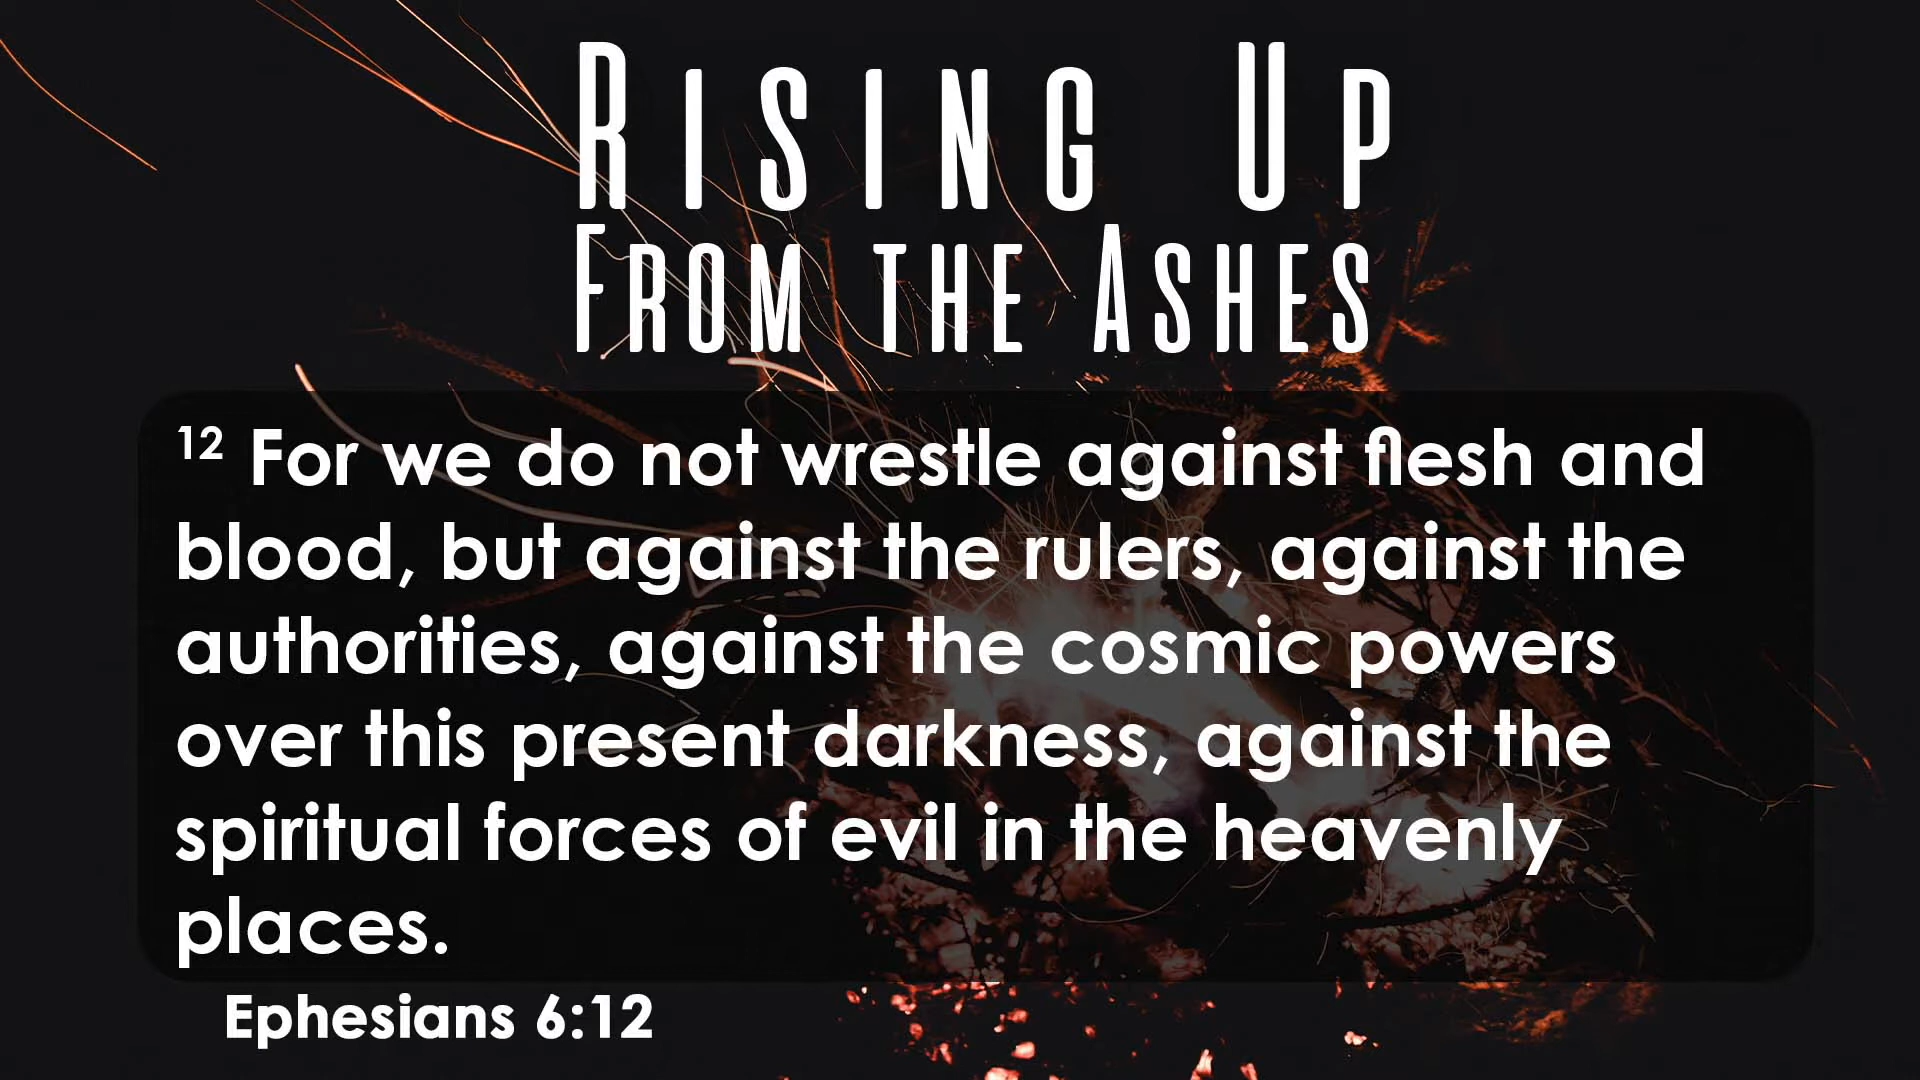 Rising Up
From the Ashes
12 For we do not wrestle against flesh and
blood, but against the rulers, against the
authorities, against the cosmic powers
over this present darkness, against the
spiritual forces of evil in the heavenly
places.
Ephesians 6:12